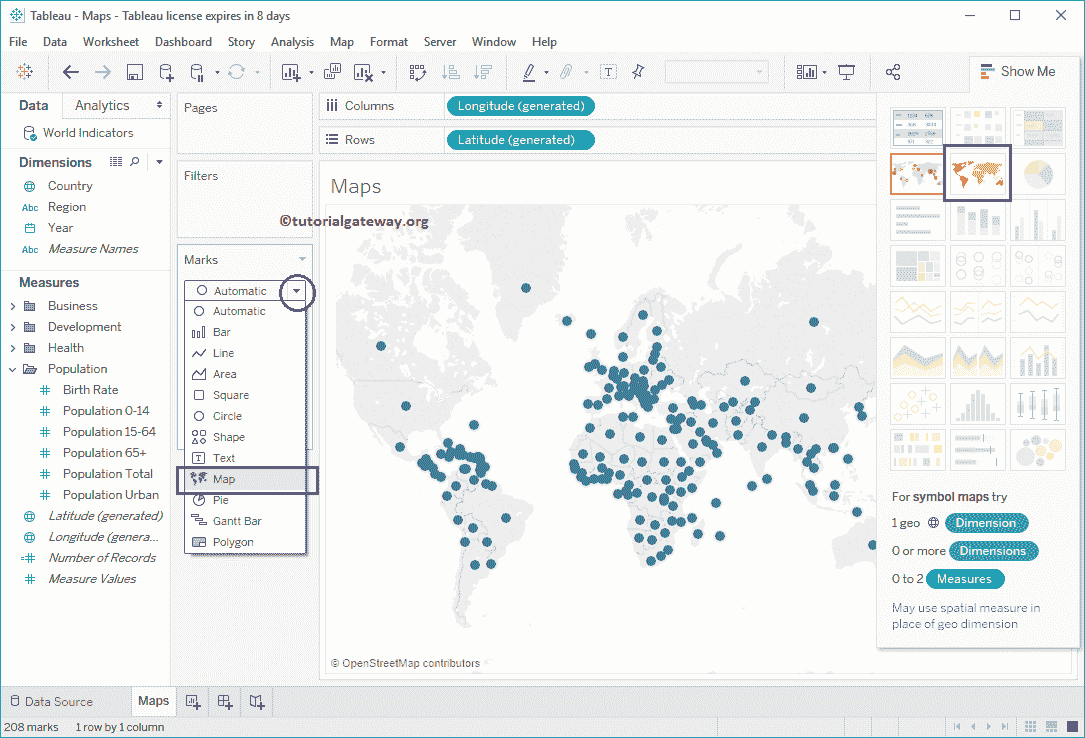 Tableau - Maps - Tableau license expires in 8 days
File Data Worksheet Dashboard Story Analysis Map Format Server Window Help
Show Me
Data Analytics
World Indicators
Dimensions
Country
Abc Region
Year
Abc Measure Names
Measures
Business
Development
Health
Population
Birth Rate
Population 0-14
Population 15-64
Population 65+
Population Total
Population Urban
Latitude (generated)
Longitude (genera...
Number of Records
Measure Values
Pages
Filters
Marks
Automatic
Automatic
Bar
Line
Area
Square
Circle
Shape
Text
Map
Pie
Gantt Bar
Polygon
Columns Longitude (generated)
Rows Latitude (generated)
Maps
©tutorialgateway.org
© OpenStreetMap contributors
For symbol maps try
1 geo Dimension
0 or more Dimensions
0 to 2 Measures
May use spatial measure in
place of geo dimension
Data Source Maps
208 marks 1 row by 1 column